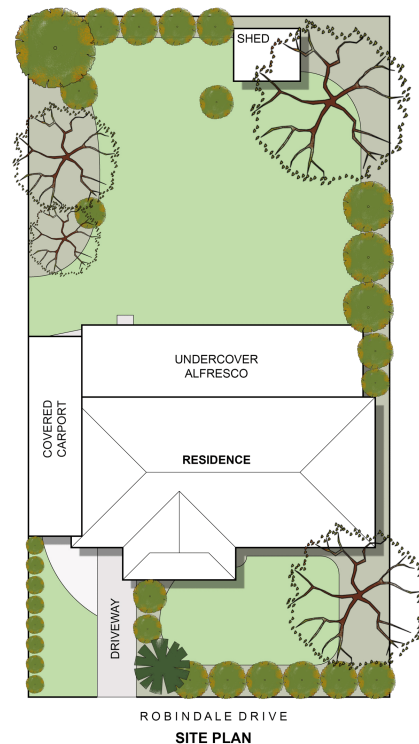 SHED
UNDERCOVER
ALFRESCO
COVERED
CARPORT
RESIDENCE
DRIVEWAY
ROBINDALE DRIVE
SITE PLAN